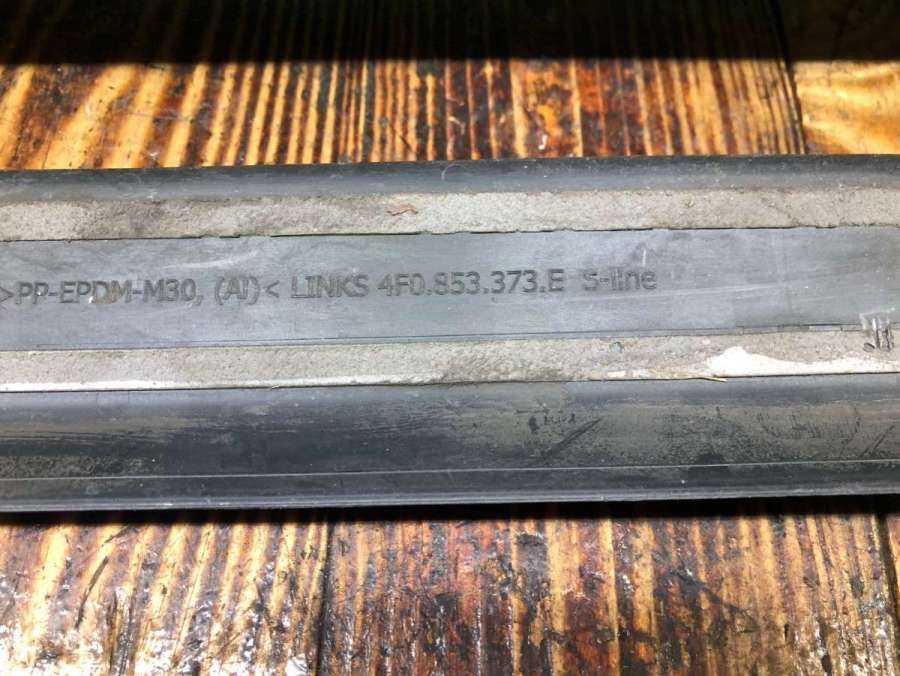 >PP-EPDM-M30, (AI)< LINKS 4F0.853.373.E S-line